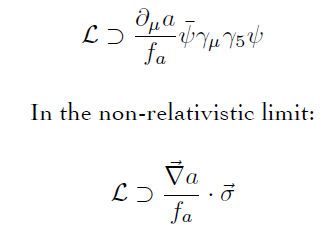 ℒ ⊃ ∂_μ a / f_a ψ̄ γ_μ γ_5 ψ
In the non-relativistic limit:
ℒ ⊃ ∇⃗a / f_a · σ⃗